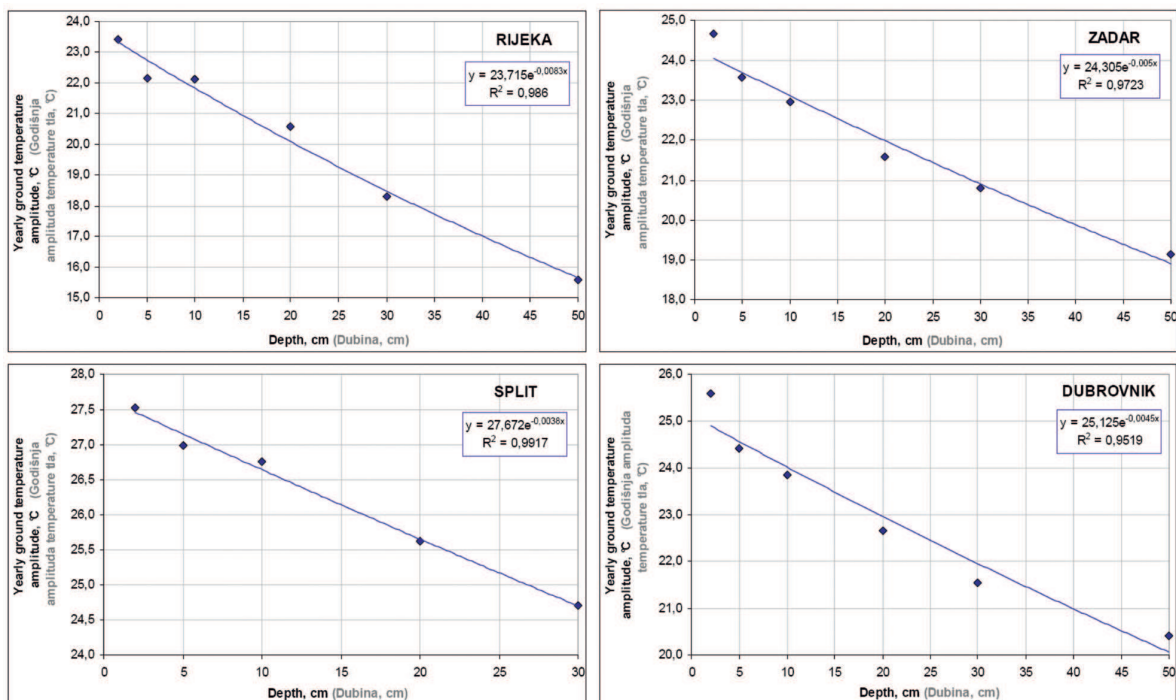 RIJEKA
y = 23,715e-0,0083x
R2 = 0,986
Yearly ground temperature
amplitude, °C (Godišnja
amplituda temperature tla, °C)
24,0
23,0
22,0
21,0
20,0
19,0
18,0
17,0
16,0
15,0
0 5 10 15 20 25 30 35 40 45 50
Depth, cm (Dubina, cm)
ZADAR
y = 24,305e-0,005x
R2 = 0,9723
Yearly ground temperature
amplitude, °C (Godišnja
amplituda temperature tla, °C)
25,0
24,0
23,0
22,0
21,0
20,0
19,0
18,0
0 5 10 15 20 25 30 35 40 45 50
Depth, cm (Dubina, cm)
SPLIT
y = 27,672e-0,0038x
R2 = 0,9917
Yearly ground temperature
amplitude, °C (Godišnja
amplituda temperature tla, °C)
28,0
27,5
27,0
26,5
26,0
25,5
25,0
24,5
24,0
0 5 10 15 20 25 30
Depth, cm (Dubina, cm)
DUBROVNIK
y = 25,125e-0,0045x
R2 = 0,9519
Yearly ground temperature
amplitude, °C (Godišnja amplituda
temperature tla, °C)
26,0
25,0
24,0
23,0
22,0
21,0
20,0
0 5 10 15 20 25 30 35 40 45 50
Depth, cm (Dubina, cm)